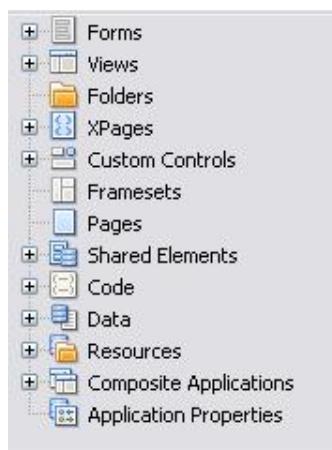 Forms
Views
Folders
XPages
Custom Controls
Framesets
Pages
Shared Elements
Code
Data
Resources
Composite Applications
Application Properties